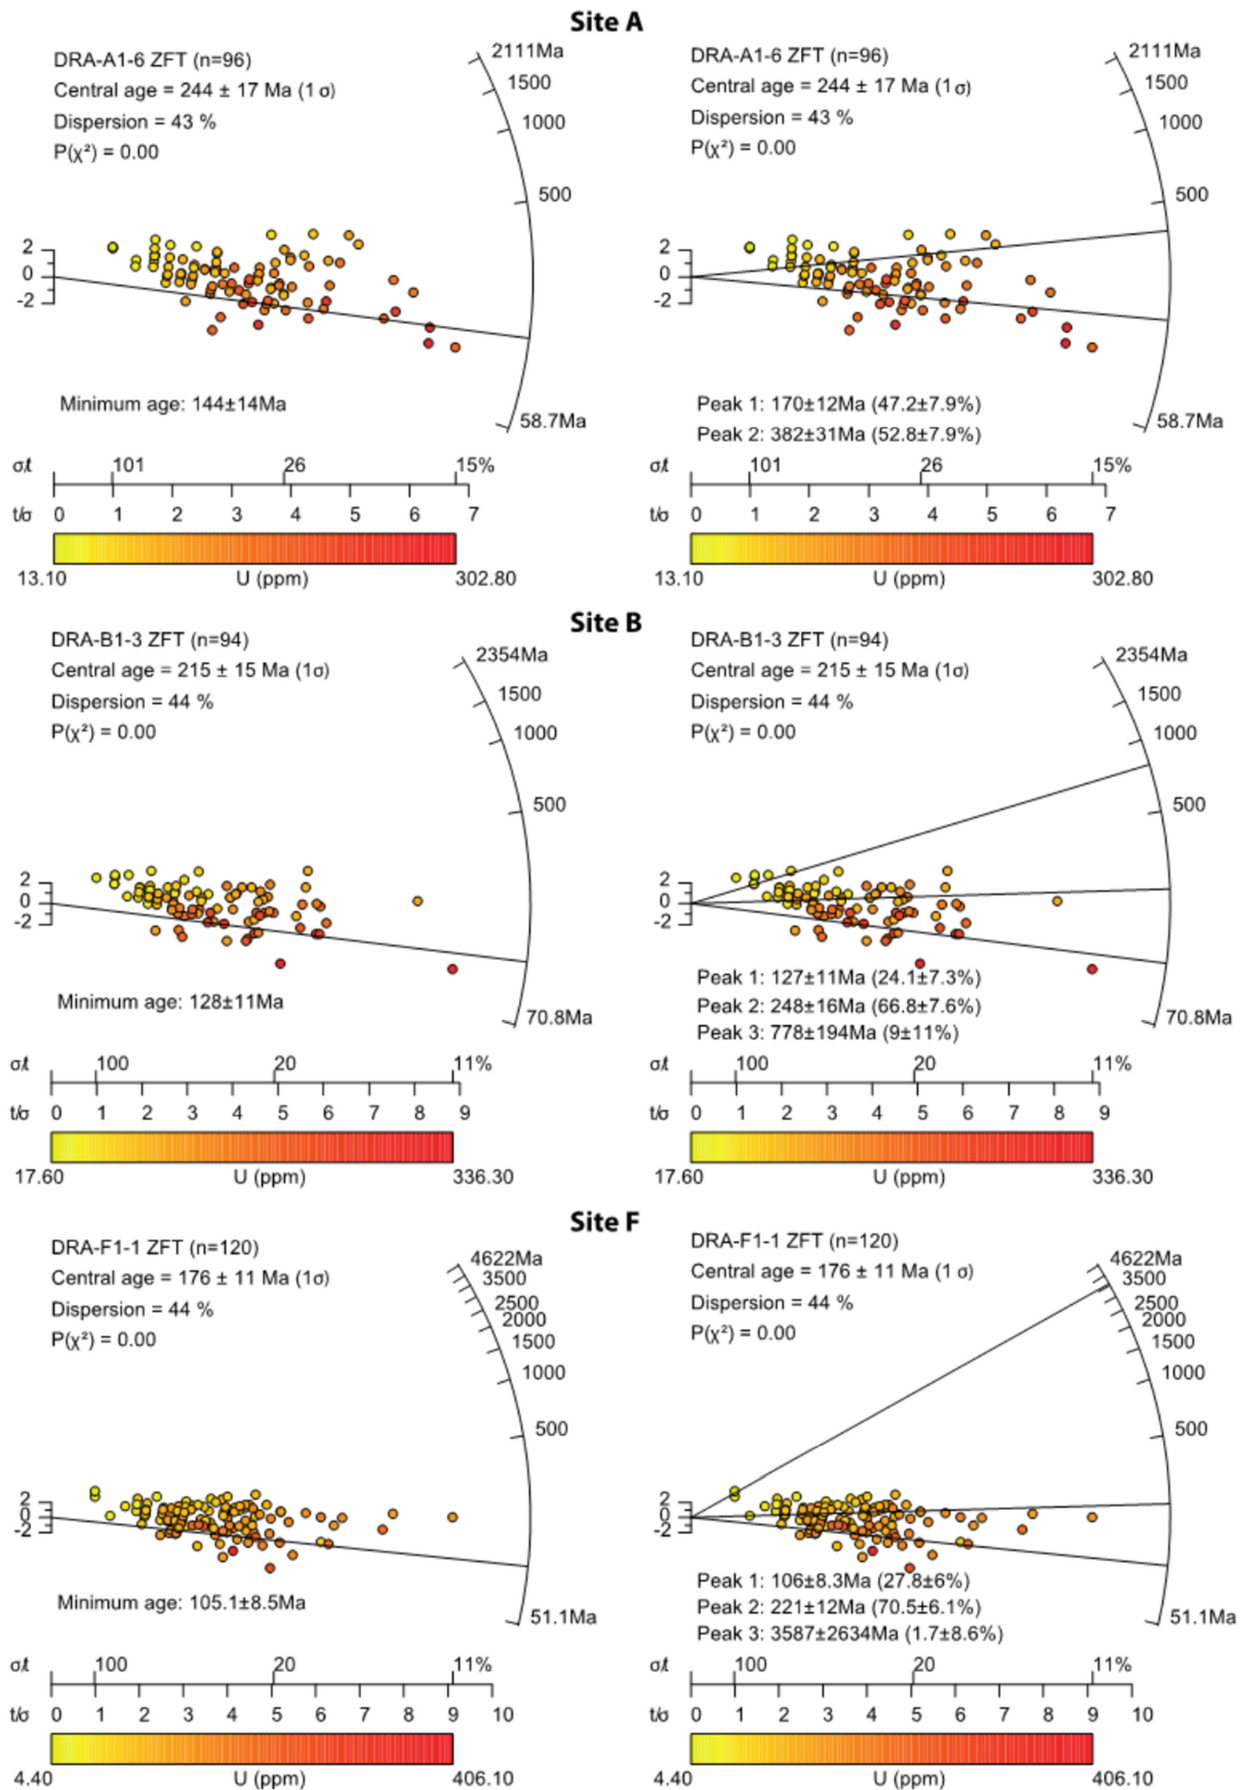 Site A
DRA-A1-6 ZFT (n=96)
Central age = 244 ± 17 Ma (1σ)
Dispersion = 43 %
P(χ²) = 0.00
2111Ma
1500
1000
500
2
0
-2
58.7Ma
Minimum age: 144±14Ma
σ/t 101 26 15%
t/σ 0 1 2 3 4 5 6 7
13.10 U (ppm) 302.80
DRA-A1-6 ZFT (n=96)
Central age = 244 ± 17 Ma (1σ)
Dispersion = 43 %
P(χ²) = 0.00
2111Ma
1500
1000
500
2
0
-2
58.7Ma
Peak 1: 170±12Ma (47.2±7.9%)
Peak 2: 382±31Ma (52.8±7.9%)
σ/t 101 26 15%
t/σ 0 1 2 3 4 5 6 7
13.10 U (ppm) 302.80
Site B
DRA-B1-3 ZFT (n=94)
Central age = 215 ± 15 Ma (1σ)
Dispersion = 44 %
P(χ²) = 0.00
2354Ma
1500
1000
500
2
0
-2
70.8Ma
Minimum age: 128±11Ma
σ/t 100 20 11%
t/σ 0 1 2 3 4 5 6 7 8 9
17.60 U (ppm) 336.30
DRA-B1-3 ZFT (n=94)
Central age = 215 ± 15 Ma (1σ)
Dispersion = 44 %
P(χ²) = 0.00
2354Ma
1500
1000
500
2
0
-2
70.8Ma
Peak 1: 127±11Ma (24.1±7.3%)
Peak 2: 248±16Ma (66.8±7.6%)
Peak 3: 778±194Ma (9±11%)
σ/t 100 20 11%
t/σ 0 1 2 3 4 5 6 7 8 9
17.60 U (ppm) 336.30
Site F
DRA-F1-1 ZFT (n=120)
Central age = 176 ± 11 Ma (1σ)
Dispersion = 44 %
P(χ²) = 0.00
4622Ma
3500
2500
2000
1500
1000
500
2
0
-2
51.1Ma
Minimum age: 105.1±8.5Ma
σ/t 100 20 11%
t/σ 0 1 2 3 4 5 6 7 8 9 10
4.40 U (ppm) 406.10
DRA-F1-1 ZFT (n=120)
Central age = 176 ± 11 Ma (1 σ)
Dispersion = 44 %
P(χ²) = 0.00
4622Ma
3500
2500
2000
1500
1000
500
2
0
-2
51.1Ma
Peak 1: 106±8.3Ma (27.8±6%)
Peak 2: 221±12Ma (70.5±6.1%)
Peak 3: 3587±2634Ma (1.7±8.6%)
σ/t 100 20 11%
t/σ 0 1 2 3 4 5 6 7 8 9 10
4.40 U (ppm) 406.10